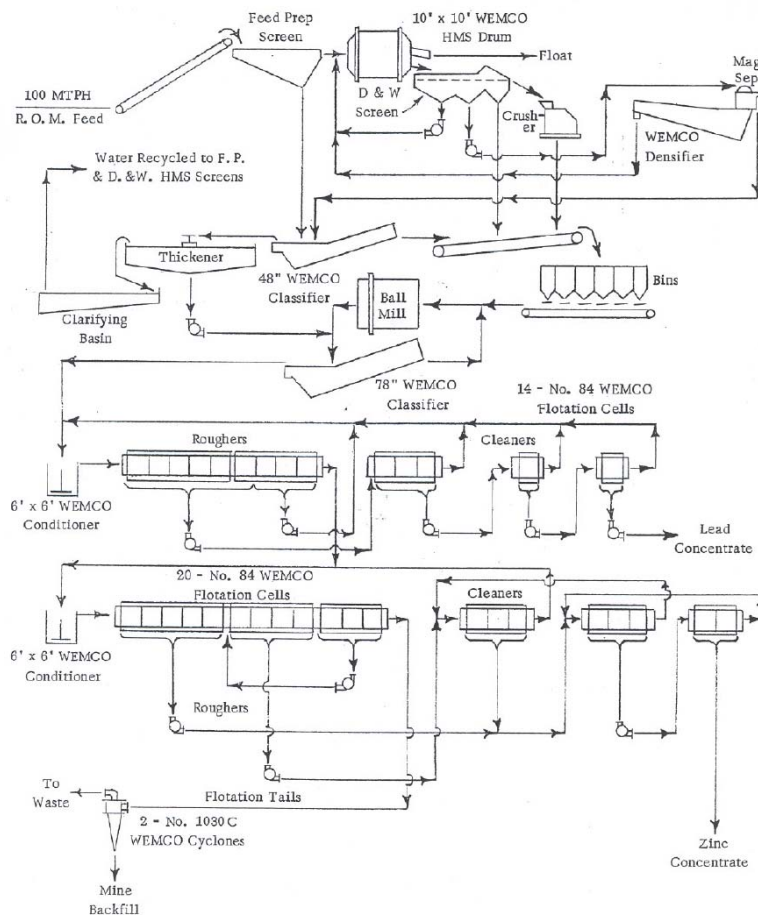 Feed Prep
Screen
10' x 10' WEMCO
HMS Drum
Float
100 MTPH
R. O. M. Feed
D & W
Screen
Crush-
er
Mag
Sep
WEMCO
Densifier
Water Recycled to F. P.
& D. &W. HMS Screens
Thickener
48" WEMCO
Classifier
Clarifying
Basin
Ball
Mill
Bins
78" WEMCO
Classifier
14 - No. 84 WEMCO
Flotation Cells
Roughers
Cleaners
6' x 6' WEMCO
Conditioner
Lead
Concentrate
20 - No. 84 WEMCO
Flotation Cells
Cleaners
6' x 6' WEMCO
Conditioner
Roughers
To
Waste
Flotation Tails
2 - No. 1030C
WEMCO Cyclones
Zinc
Concentrate
Mine
Backfill